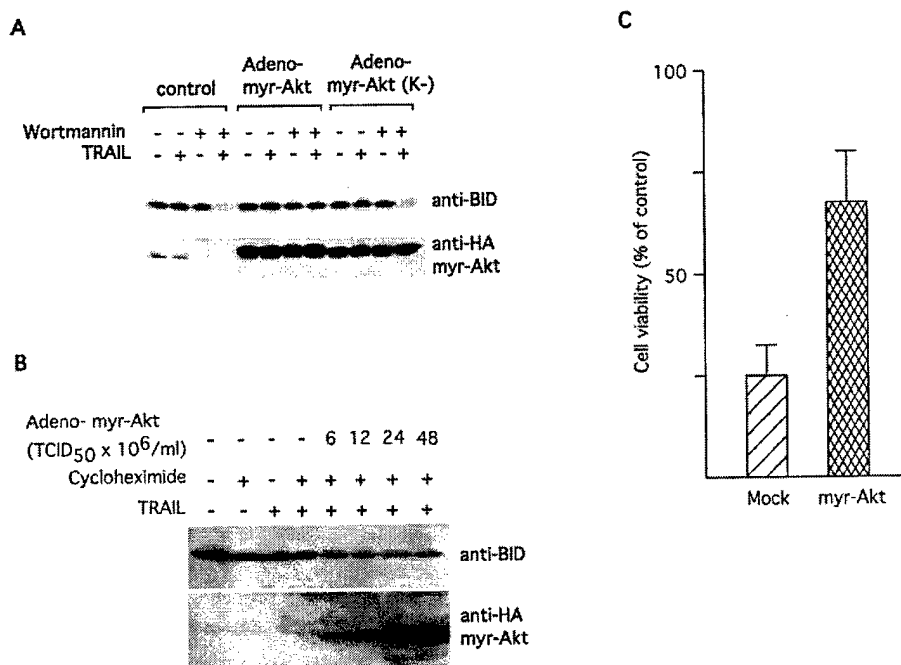 A
control
Adeno-
myr-Akt
Adeno-
myr-Akt (K-)
Wortmannin - - + + - - + + - - + +
TRAIL - + - + - + - + - + - +
anti-BID
anti-HA
myr-Akt
B
Adeno- myr-Akt
(TCID50 x 10^6/ml) - - - - 6 12 24 48
Cycloheximide - + - + + + + +
TRAIL - - + + + + + +
anti-BID
anti-HA
myr-Akt
C
Cell viability (% of control)
100
50
Mock myr-Akt